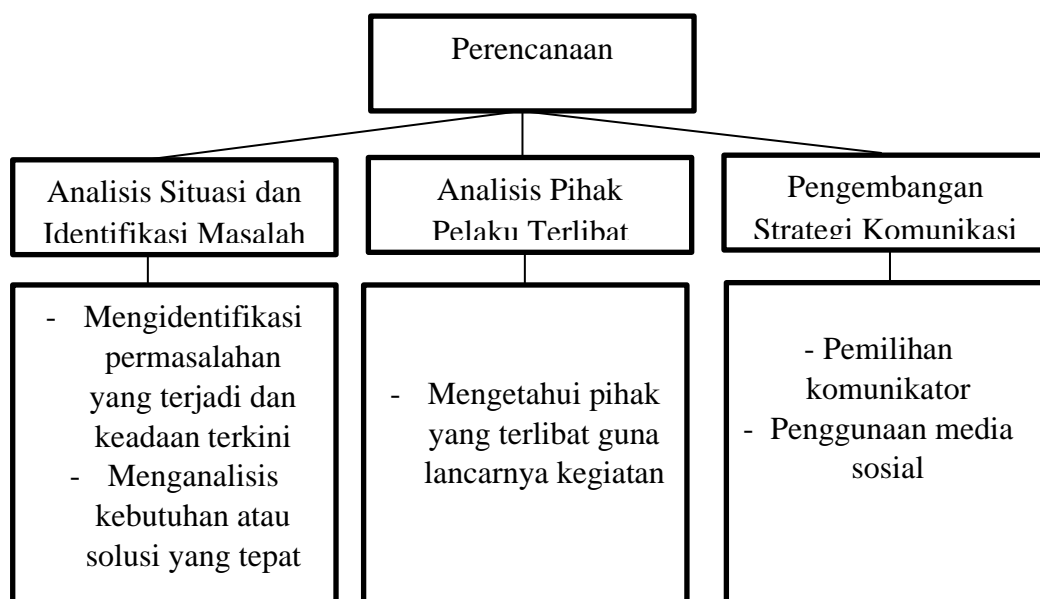 Perencanaan
Analisis Situasi dan
Identifikasi Masalah
Analisis Pihak
Pelaku Terlibat
Pengembangan
Strategi Komunikasi
- Mengidentifikasi
permasalahan
yang terjadi dan
keadaan terkini
- Menganalisis
kebutuhan atau
solusi yang tepat
- Mengetahui pihak
yang terlibat guna
lancarnya kegiatan
- Pemilihan
komunikator
- Penggunaan media
sosial